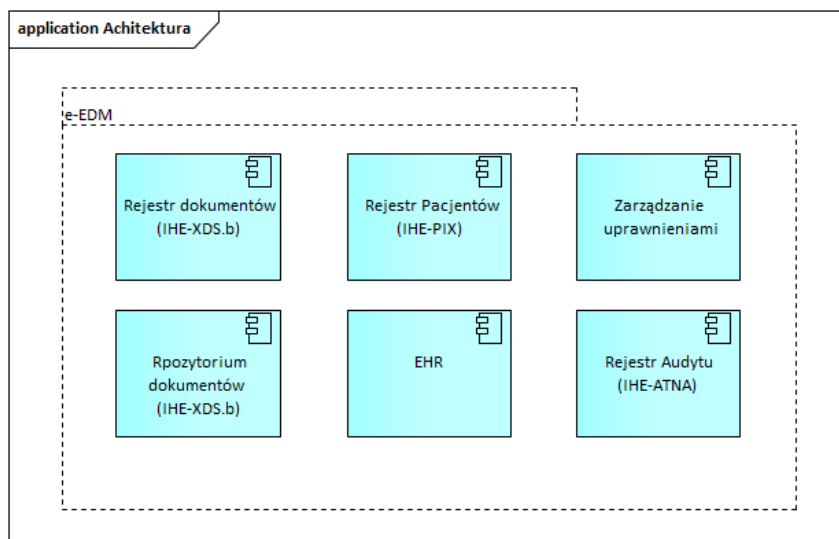 application Achitektura
e-EDM
Rejestr dokumentów
(IHE-XDS.b)
Rejestr Pacjentów
(IHE-PIX)
Zarządzanie
uprawnieniami
Rpozytorium
dokumentów
(IHE-XDS.b)
EHR
Rejestr Audytu
(IHE-ATNA)